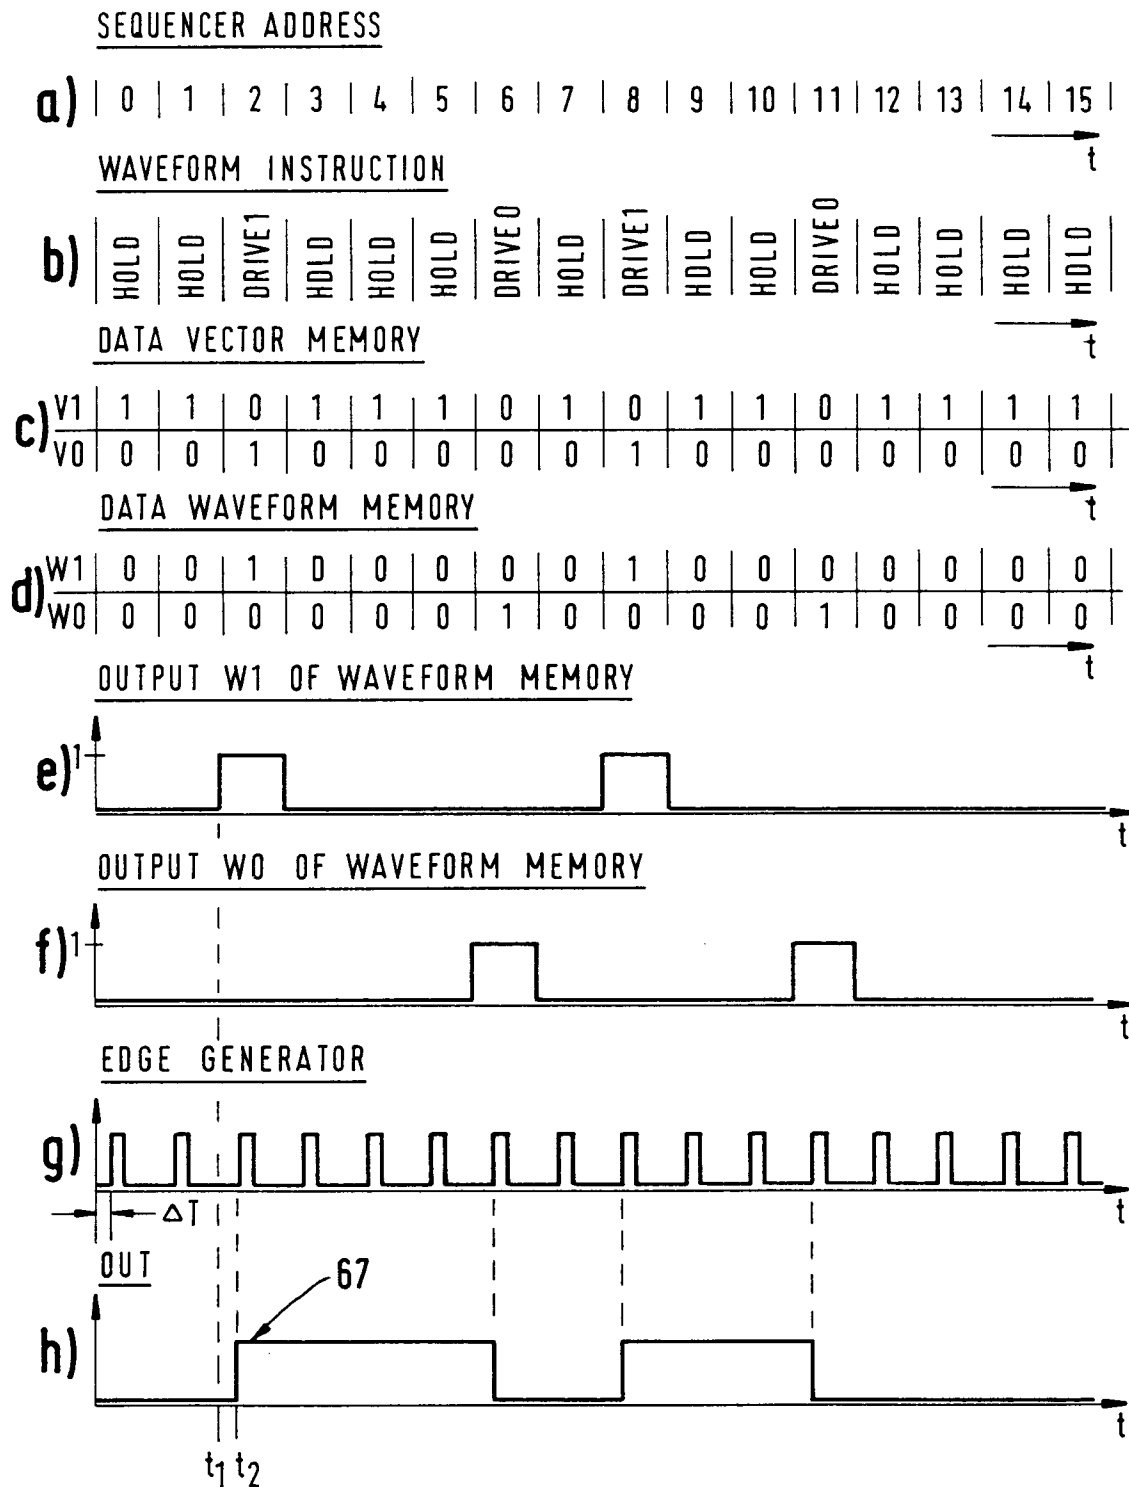 SEQUENCER ADDRESS
a) 0 1 2 3 4 5 6 7 8 9 10 11 12 13 14 15
t
WAVEFORM INSTRUCTION
b) HOLD HOLD DRIVE1 HOLD HOLD HOLD DRIVE0 HOLD DRIVE1 HOLD HOLD DRIVE0 HOLD HOLD HOLD HOLD
t
DATA VECTOR MEMORY
c) V1 1 1 0 1 1 1 0 1 0 1 1 0 1 1 1 1
V0 0 0 1 0 0 0 0 0 1 0 0 0 0 0 0 0
t
DATA WAVEFORM MEMORY
d) W1 0 0 1 0 0 0 0 0 1 0 0 0 0 0 0 0
W0 0 0 0 0 0 0 1 0 0 0 0 1 0 0 0 0
t
OUTPUT W1 OF WAVEFORM MEMORY
e) 1
t
OUTPUT W0 OF WAVEFORM MEMORY
f) 1
t
EDGE GENERATOR
g)
ΔT
t
OUT
67
h)
t
t1 t2